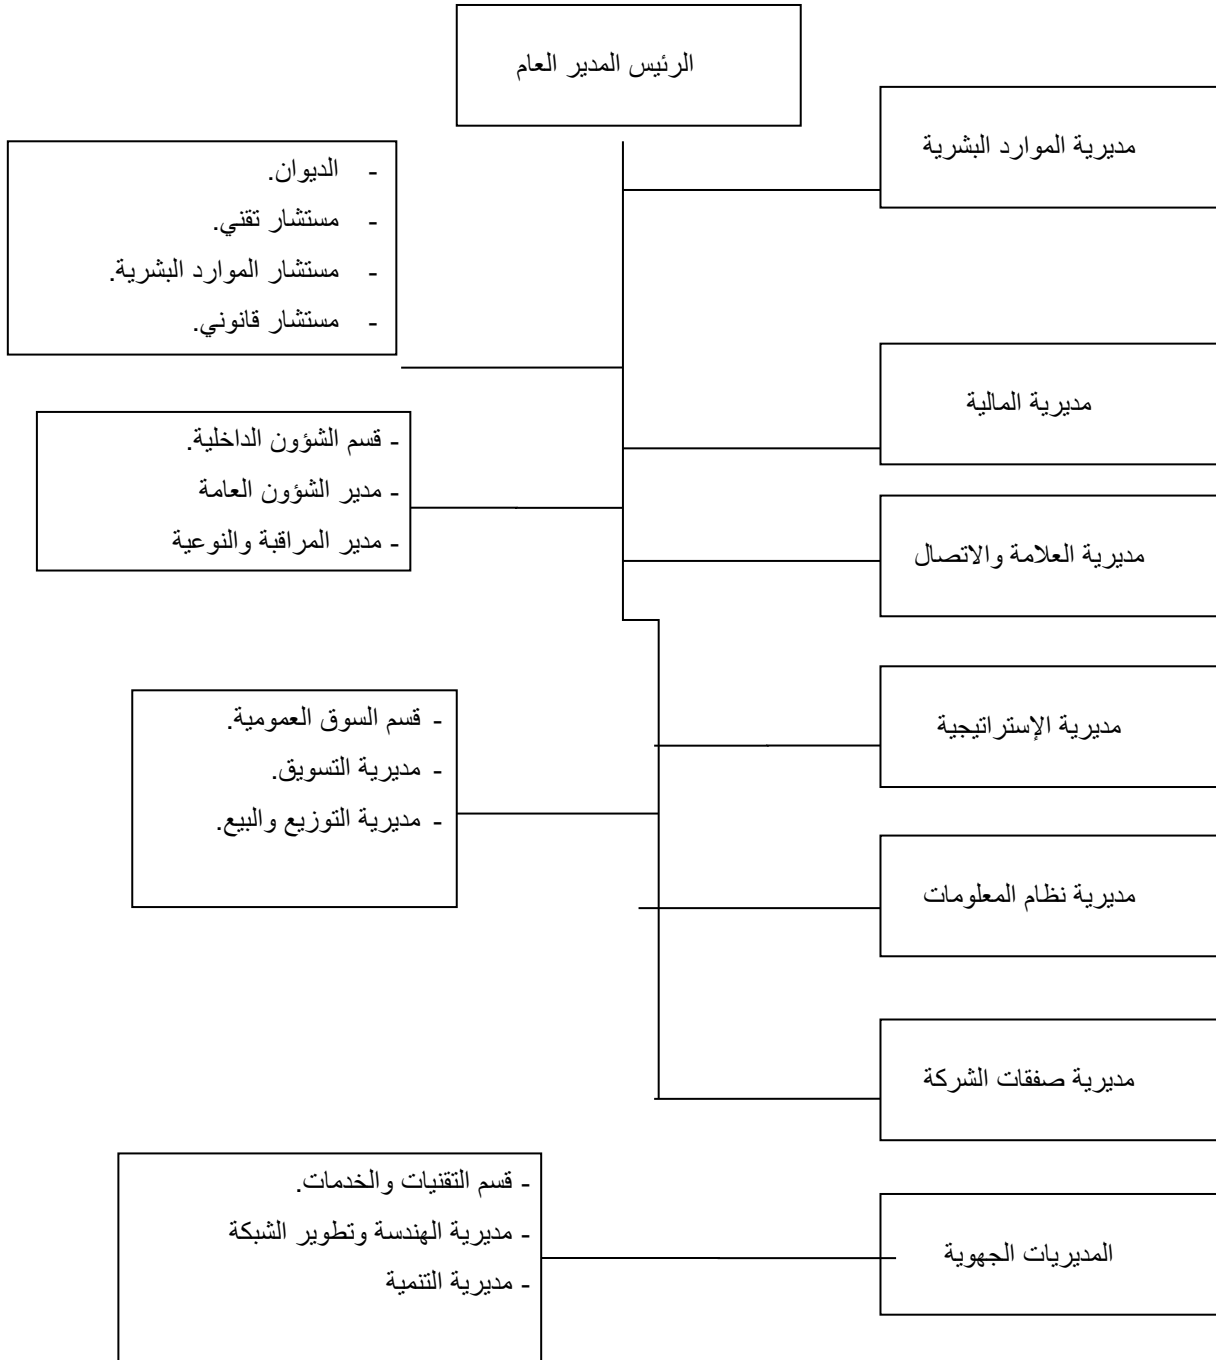 الرئيس المدير العام
مديرية الموارد البشرية
- الديوان.
- مستشار تقني.
- مستشار الموارد البشرية.
- مستشار قانوني.
مديرية المالية
- قسم الشؤون الداخلية.
- مدير الشؤون العامة
- مدير المراقبة والنوعية
مديرية العلامة والاتصال
مديرية الإستراتيجية
- قسم السوق العمومية.
- مديرية التسويق.
- مديرية التوزيع والبيع.
مديرية نظام المعلومات
مديرية صفقات الشركة
المديريات الجهوية
- قسم التقنيات والخدمات.
- مديرية الهندسة وتطوير الشبكة
- مديرية التنمية